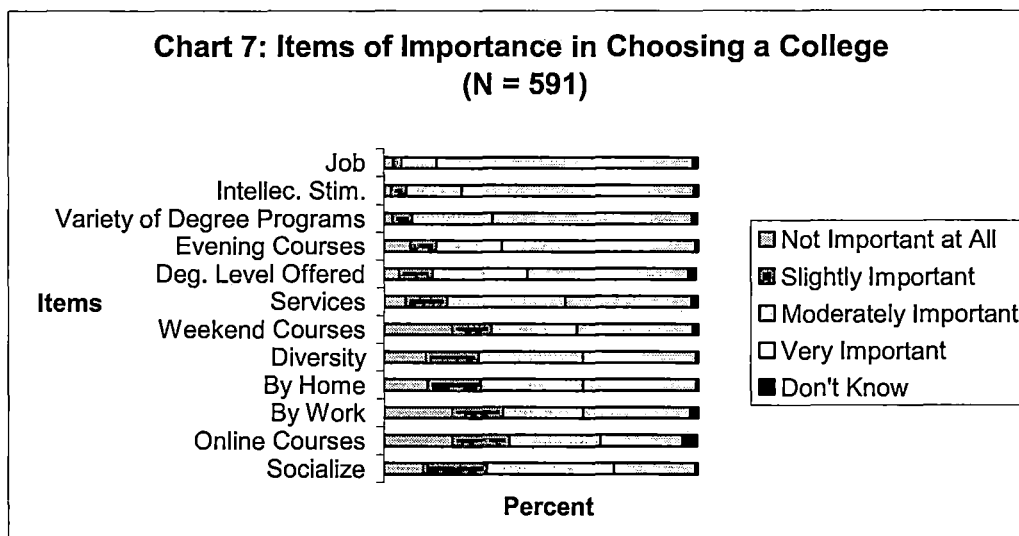 Chart 7: Items of Importance in Choosing a College
(N = 591)
Job
Intellec. Stim.
Variety of Degree Programs
Evening Courses
Deg. Level Offered
Items
Services
Weekend Courses
Diversity
By Home
By Work
Online Courses
Socialize
Percent
Not Important at All
Slightly Important
Moderately Important
Very Important
Don't Know